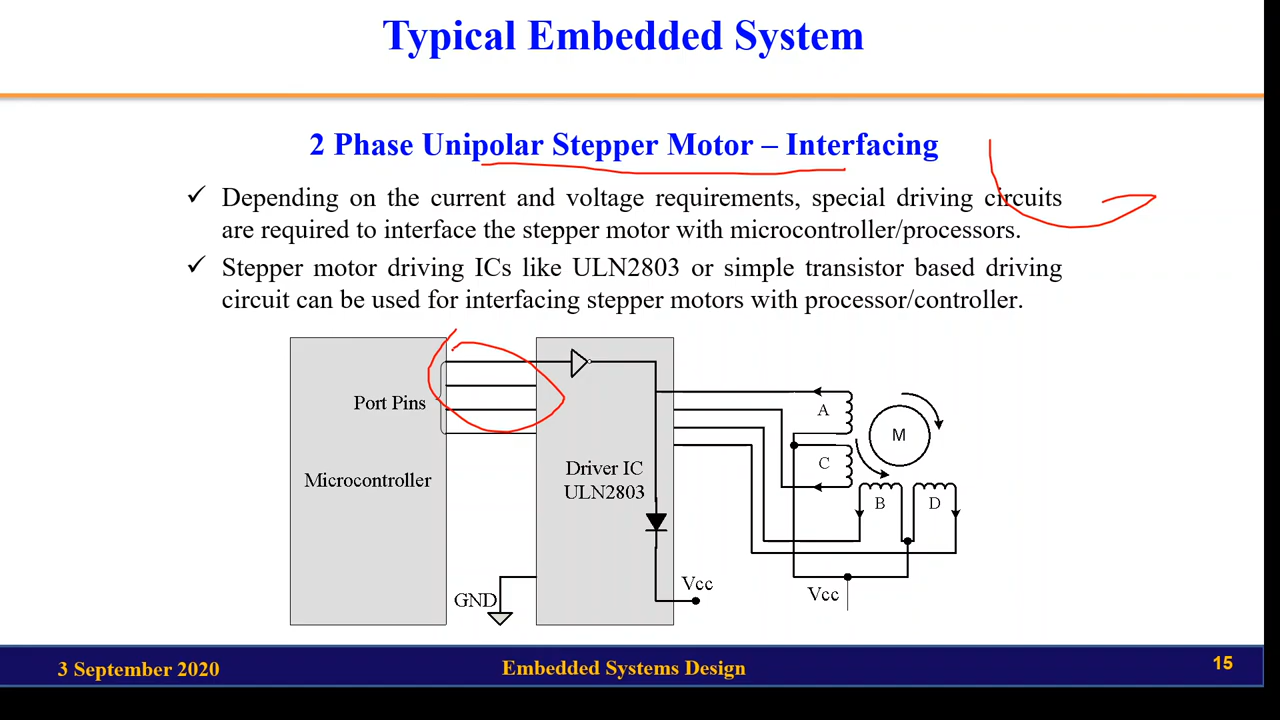 Typical Embedded System
2 Phase Unipolar Stepper Motor – Interfacing
✓ Depending on the current and voltage requirements, special driving circuits
are required to interface the stepper motor with microcontroller/processors.
✓ Stepper motor driving ICs like ULN2803 or simple transistor based driving
circuit can be used for interfacing stepper motors with processor/controller.
Port Pins
Microcontroller
GND
Driver IC
ULN2803
Vcc
A
C
M
B
D
Vcc
3 September 2020
Embedded Systems Design
15